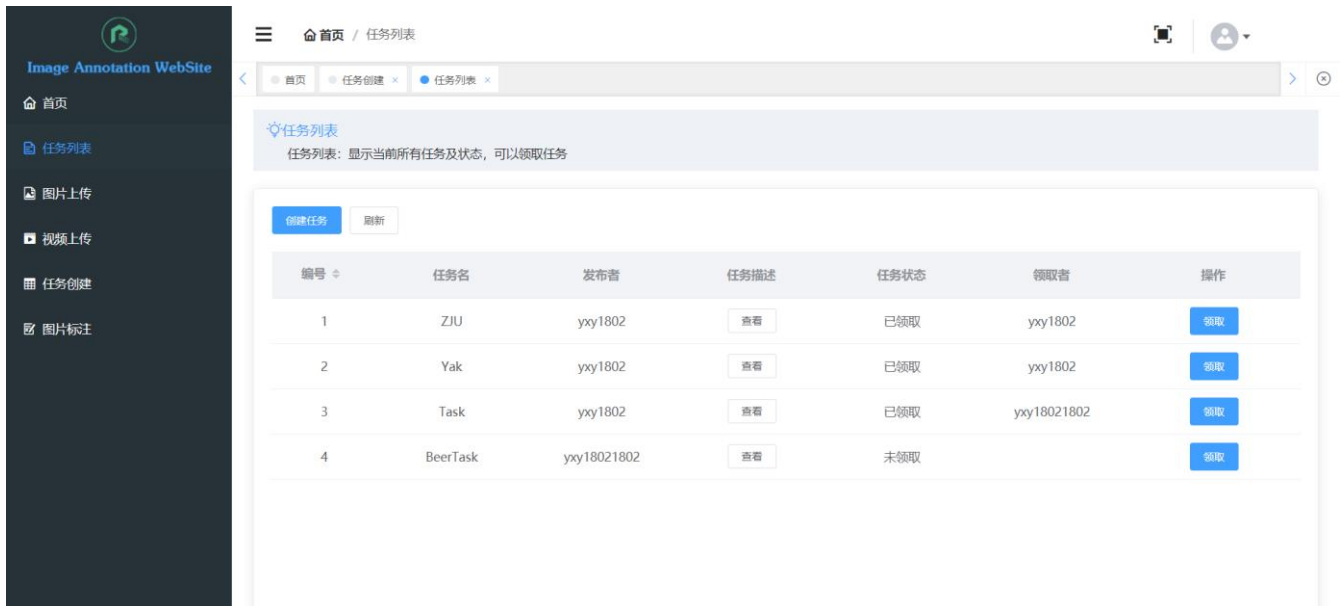 Image Annotation WebSite
首页
任务列表
图片上传
视频上传
任务创建
图片标注
首页 / 任务列表
首页 任务创建 × 任务列表 ×
任务列表
任务列表：显示当前所有任务及状态，可以领取任务
创建任务 刷新
编号 任务名 发布者 任务描述 任务状态 领取者 操作
1 ZJU yxy1802 查看 已领取 yxy1802 领取
2 Yak yxy1802 查看 已领取 yxy1802 领取
3 Task yxy1802 查看 已领取 yxy18021802 领取
4 BeerTask yxy18021802 查看 未领取 领取